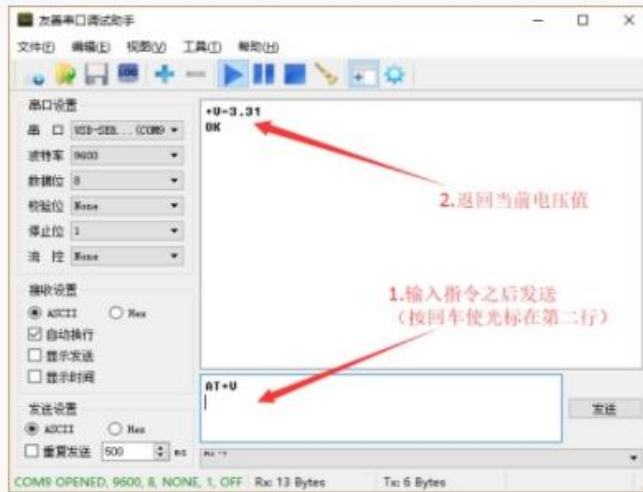 友善串口调试助手
文件(F) 编辑(E) 视图(V) 工具(T) 帮助(H)
LOG
串口设置
串 口 USB-SER...(COM9
波特率 9600
数据位 8
校验位 None
停止位 1
流 控 None
接收设置
ASCII Hex
自动换行
显示发送
显示时间
发送设置
ASCII Hex
重复发送 500 ms
+V=3.31
OK
2.返回当前电压值
1.输入指令之后发送
（按回车使光标在第二行）
AT+V
发送
COM9 OPENED, 9600, 8, NONE, 1, OFF Rx: 13 Bytes Tx: 6 Bytes